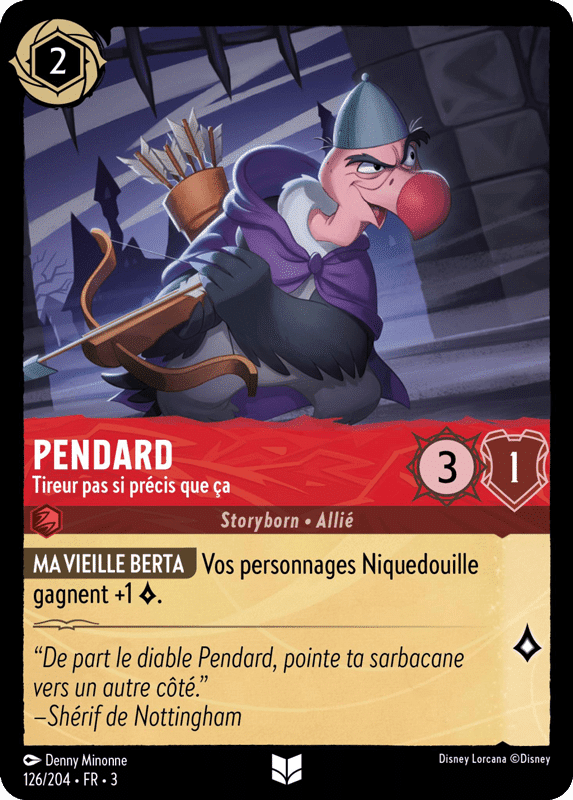 2
PENDARD
Tireur pas si précis que ça
3
1
Storyborn • Allié
MA VIEILLE BERTA Vos personnages Niquedouille
gagnent +1 .
“De part le diable Pendard, pointe ta sarbacane
vers un autre côté.”
–Shérif de Nottingham
Denny Minonne
Disney Lorcana ©Disney
126/204 • FR • 3